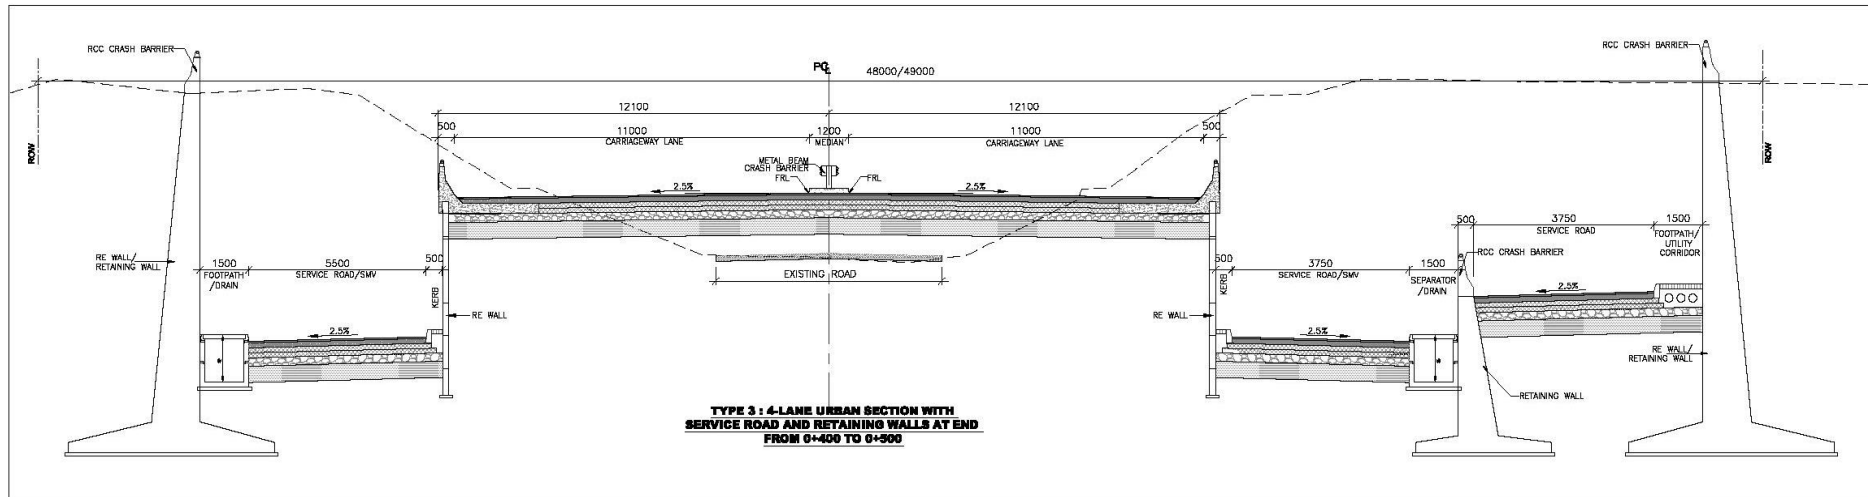 RCC CRASH BARRIER
RCC CRASH BARRIER
48000/49000
12100
12100
500
11000
1200
11000
500
CARRIAGEWAY LANE
MEDIAN
CARRIAGEWAY LANE
ROW
ROW
METAL BEAM
CRASH BARRIER
FRL
FRL
2.5%
2.5%
500
3750
1500
SERVICE ROAD
FOOTPATH/
UTILITY
CORRIDOR
RCC CRASH BARRIER
RE WALL/
RETAINING WALL
1500
5500
500
FOOTPATH
/DRAIN
SERVICE ROAD/SMV
KERB
EXISTING ROAD
500
3750
1500
KERB
SERVICE ROAD/SMV
SEPARATOR
/DRAIN
2.5%
RE WALL
RE WALL
2.5%
2.5%
RE WALL/
RETAINING WALL
RETAINING WALL
TYPE 3 : 4-LANE URBAN SECTION WITH
SERVICE ROAD AND RETAINING WALLS AT END
FROM 0+400 TO 0+500